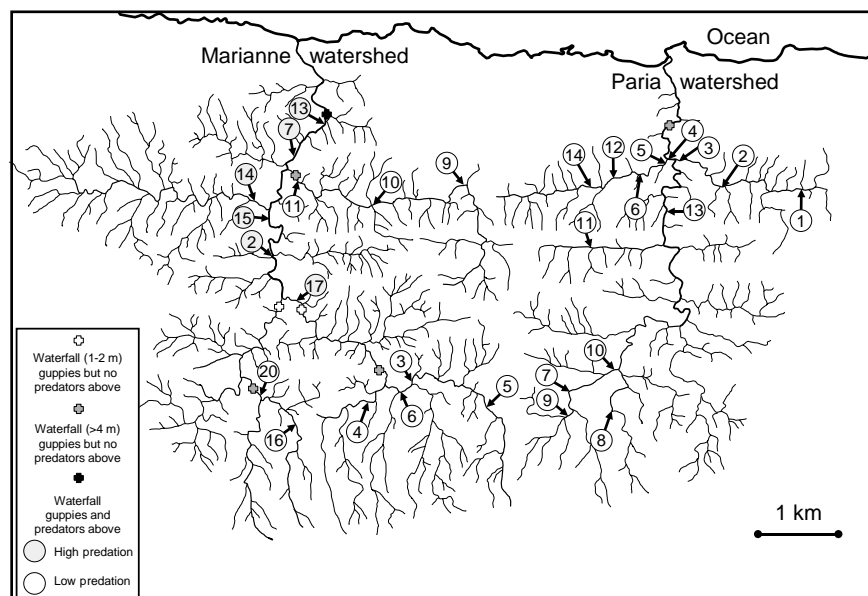 Ocean
Marianne watershed
Paria watershed
13
7
14
11
15
2
17
10
9
20
16
4
3
6
5
4
5
3
12
14
6
2
1
13
11
10
7
9
8
Waterfall (1-2 m)
guppies but no
predators above
Waterfall (>4 m)
guppies but no
predators above
Waterfall
guppies and
predators above
High predation
Low predation
1 km